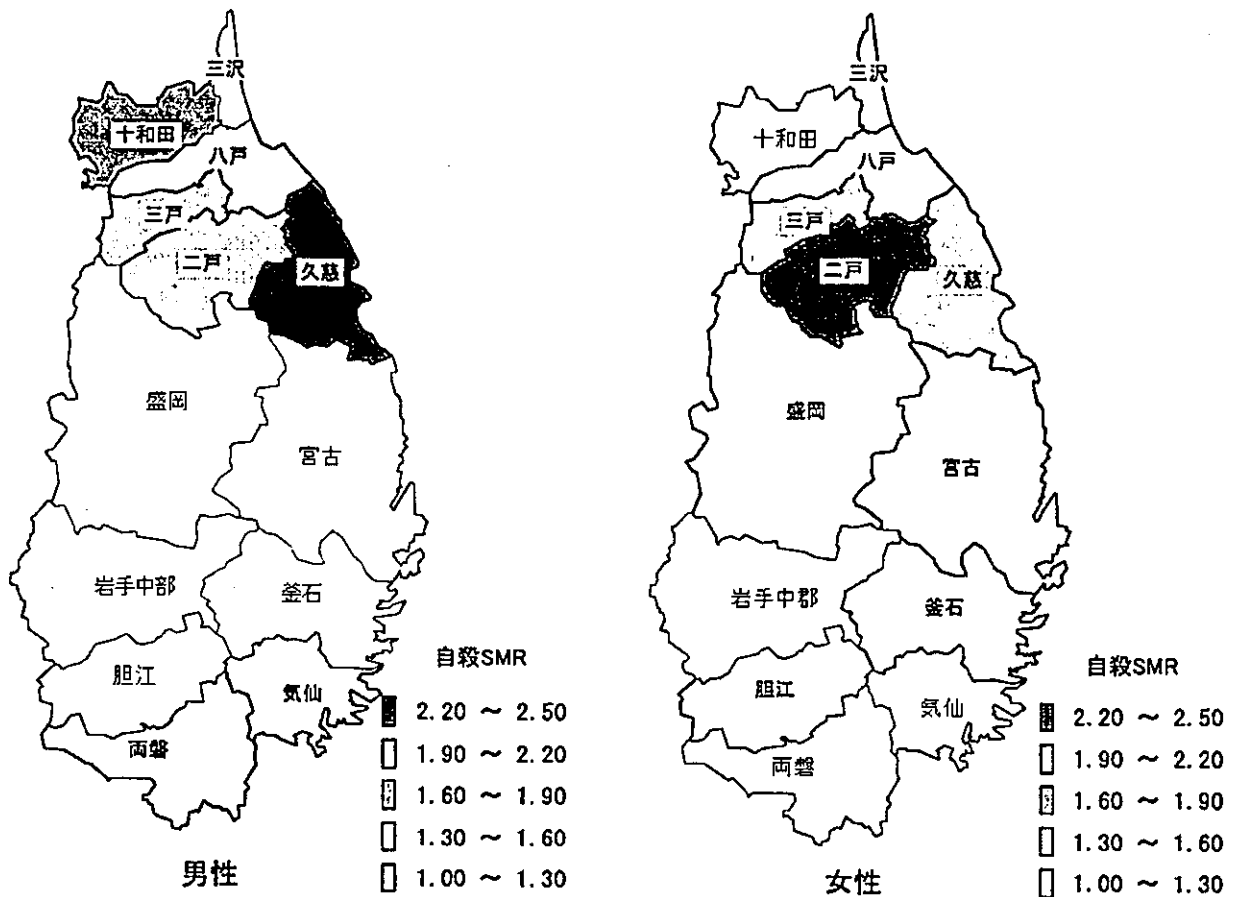 三沢
十和田
八戸
三戸
二戸
久慈
盛岡
宮古
岩手中部
釜石
胆江
気仙
両磐
自殺SMR
2.20 ～ 2.50
1.90 ～ 2.20
1.60 ～ 1.90
1.30 ～ 1.60
1.00 ～ 1.30
男性
三沢
十和田
八戸
三戸
二戸
久慈
盛岡
宮古
岩手中郡
釜石
胆江
気仙
両磐
自殺SMR
2.20 ～ 2.50
1.90 ～ 2.20
1.60 ～ 1.90
1.30 ～ 1.60
1.00 ～ 1.30
女性